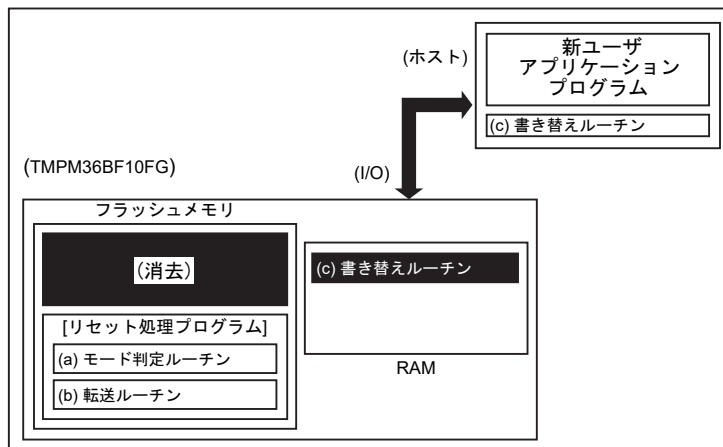 (ホスト)
新ユーザ
アプリケーション
プログラム
(c) 書き替えルーチン
(TMPM36BF10FG)
(I/O)
フラッシュメモリ
(消去)
[リセット処理プログラム]
(a) モード判定ルーチン
(b) 転送ルーチン
(c) 書き替えルーチン
RAM